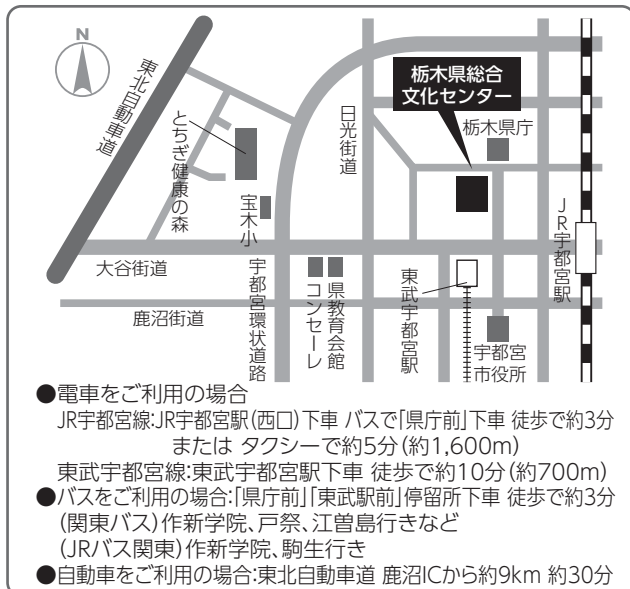 N
東北自動車道
とちぎ健康の森
宝木小
日光街道
栃木県総合
文化センター
栃木県庁
JR宇都宮駅
大谷街道
鹿沼街道
宇都宮環状道路
コンセーレ
県教育会館
東武宇都宮駅
宇都宮
市役所
●電車をご利用の場合
JR宇都宮線:JR宇都宮駅(西口)下車 バスで「県庁前」下車 徒歩で約3分
または タクシーで約5分(約1,600m)
東武宇都宮線:東武宇都宮駅下車 徒歩で約10分(約700m)
●バスをご利用の場合:「県庁前」「東武駅前」停留所下車 徒歩で約3分
(関東バス)作新学院、戸祭、江曽島行きなど
(JRバス関東)作新学院、駒生行き
●自動車をご利用の場合:東北自動車道 鹿沼ICから約9km 約30分